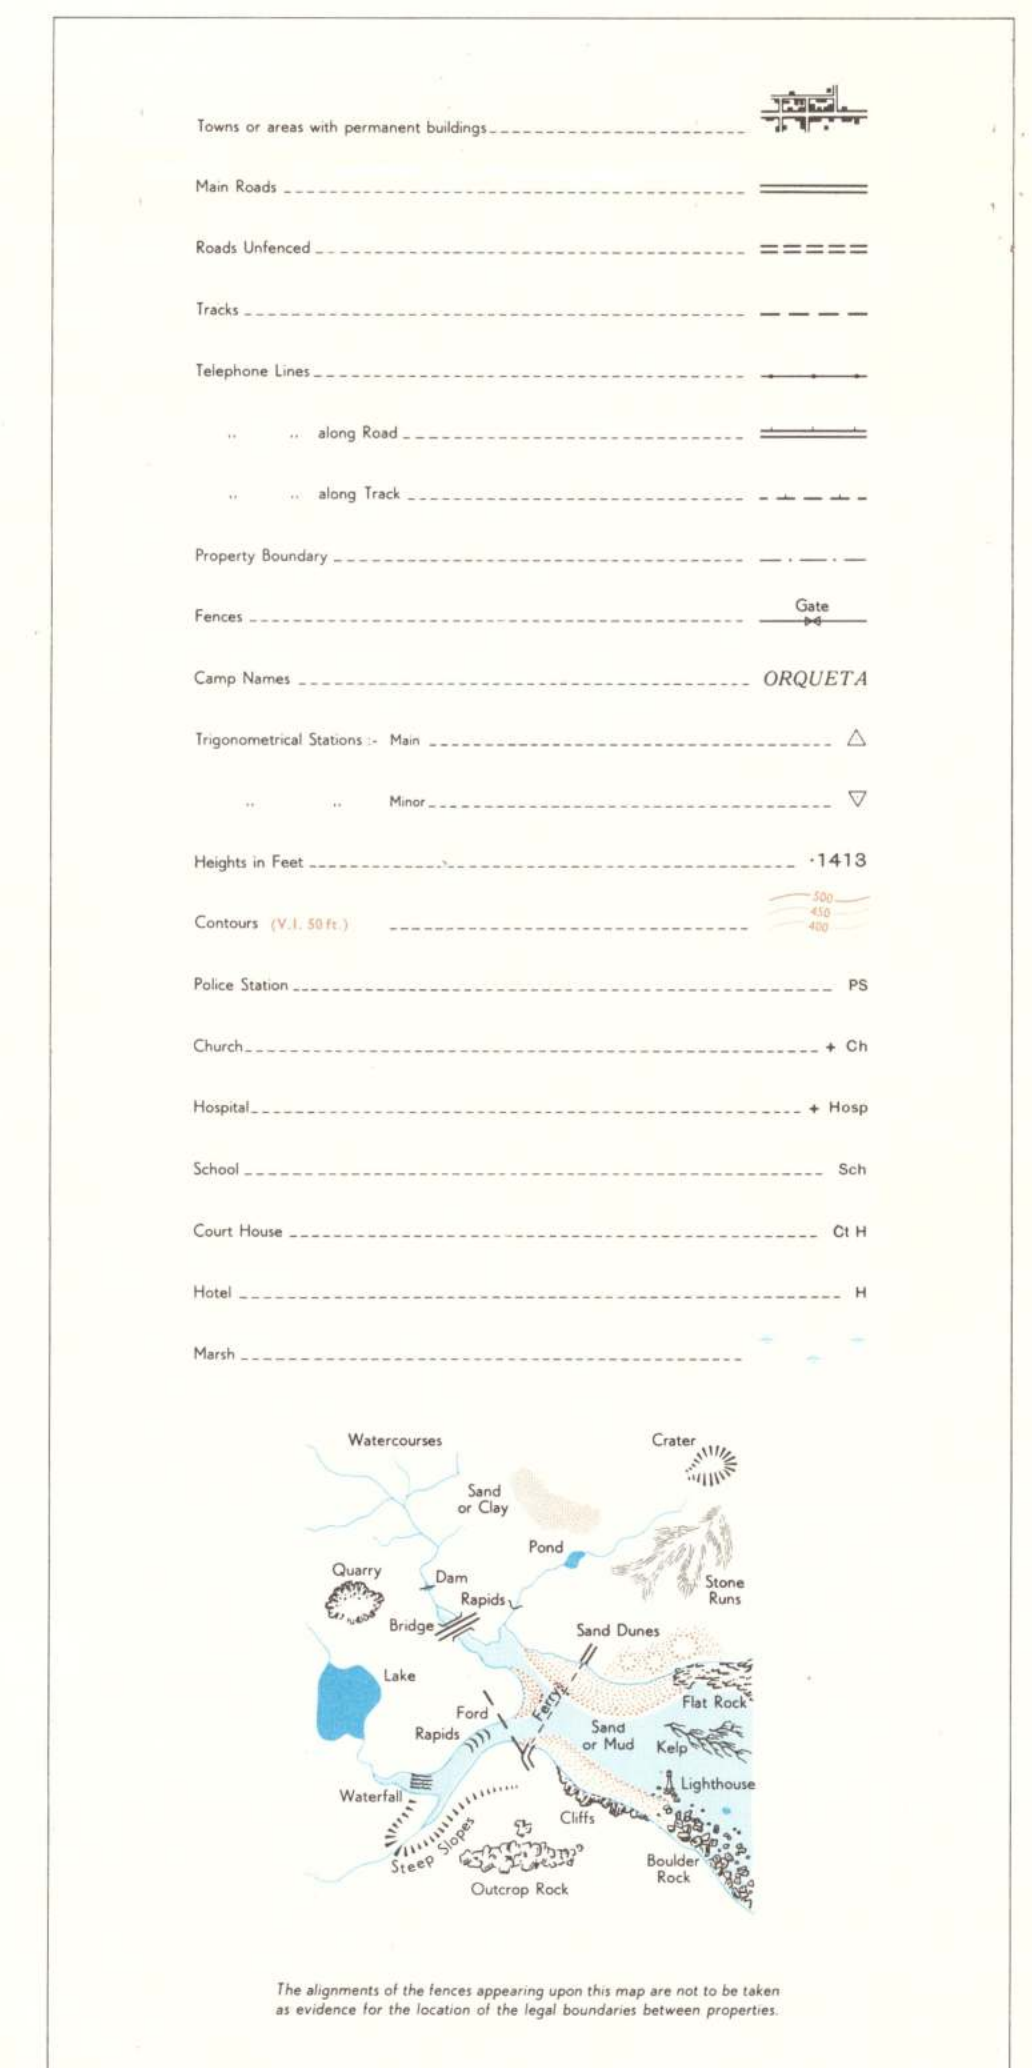 Towns or areas with permanent buildings
Main Roads
Roads Unfenced
Tracks
Telephone Lines
,, ,, along Road
,, ,, along Track
Property Boundary
Gate
Fences
Camp Names ORQUETA
Trigonometrical Stations :- Main
,, ,, Minor
Heights in Feet ·1413
500
450
Contours (V.I. 50 ft.)
400
Police Station PS
Church + Ch
Hospital + Hosp
School Sch
Court House Ct H
Hotel H
Marsh
Watercourses
Crater
Sand
or Clay
Pond
Quarry
Dam
Stone
Runs
Rapids
Bridge
Sand Dunes
Lake
Flat Rock
Ferry
Ford
Sand
or Mud
Rapids
Kelp
Lighthouse
Waterfall
Cliffs
Steep Slopes
Boulder
Rock
Outcrop Rock
The alignments of the fences appearing upon this map are not to be taken
as evidence for the location of the legal boundaries between properties.